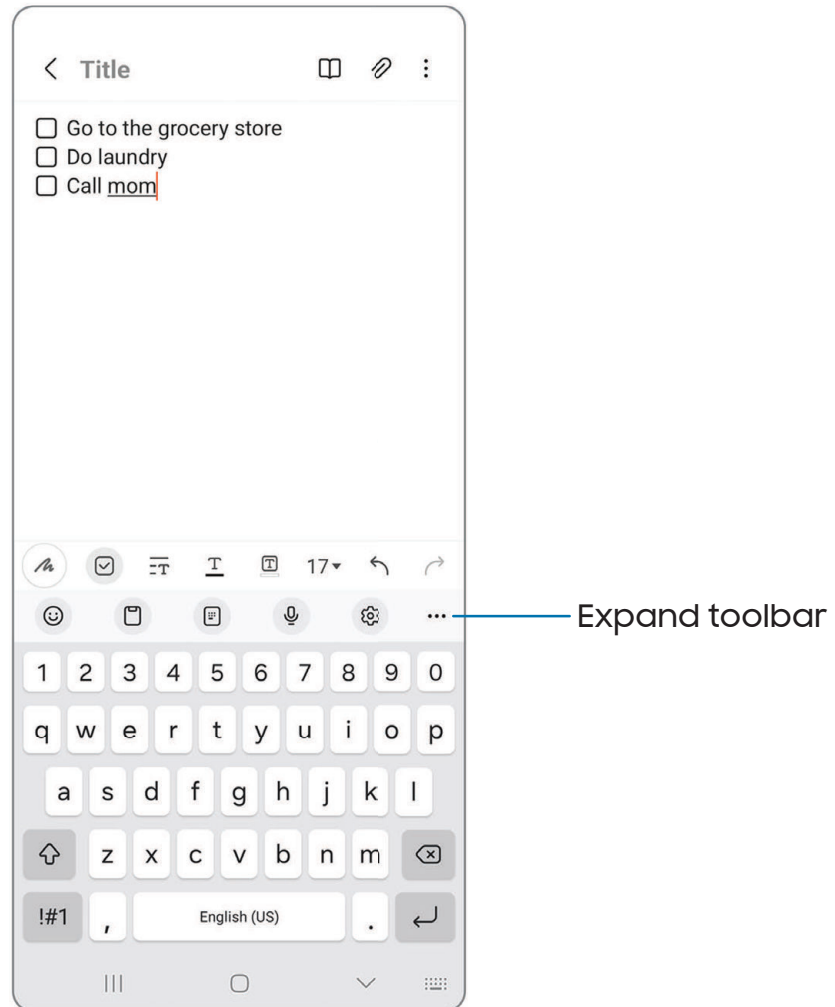 Title
Go to the grocery store
Do laundry
Call mom
T T T 17
Expand toolbar
1 2 3 4 5 6 7 8 9 0
q w e r t y u i o p
a s d f g h j k l
z x c v b n m
!#1 , English (US) .